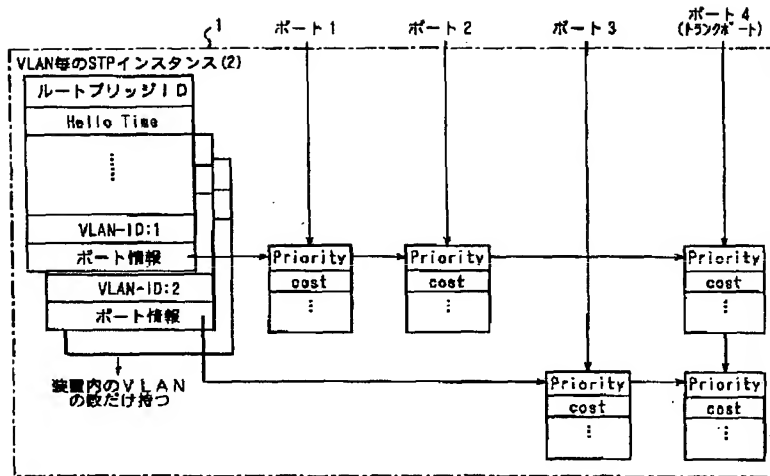 1
ポート1
ポート2
ポート3
ポート4
(トランクポート)
VLAN毎のSTPインスタンス(2)
ルートブリッジID
Hello Time
⋮
VLAN-ID:1
ポート情報
VLAN-ID:2
ポート情報
装置内のVLAN
の数だけ持つ
Priority
cost
⋮
Priority
cost
⋮
Priority
cost
⋮
Priority
cost
⋮
Priority
cost
⋮